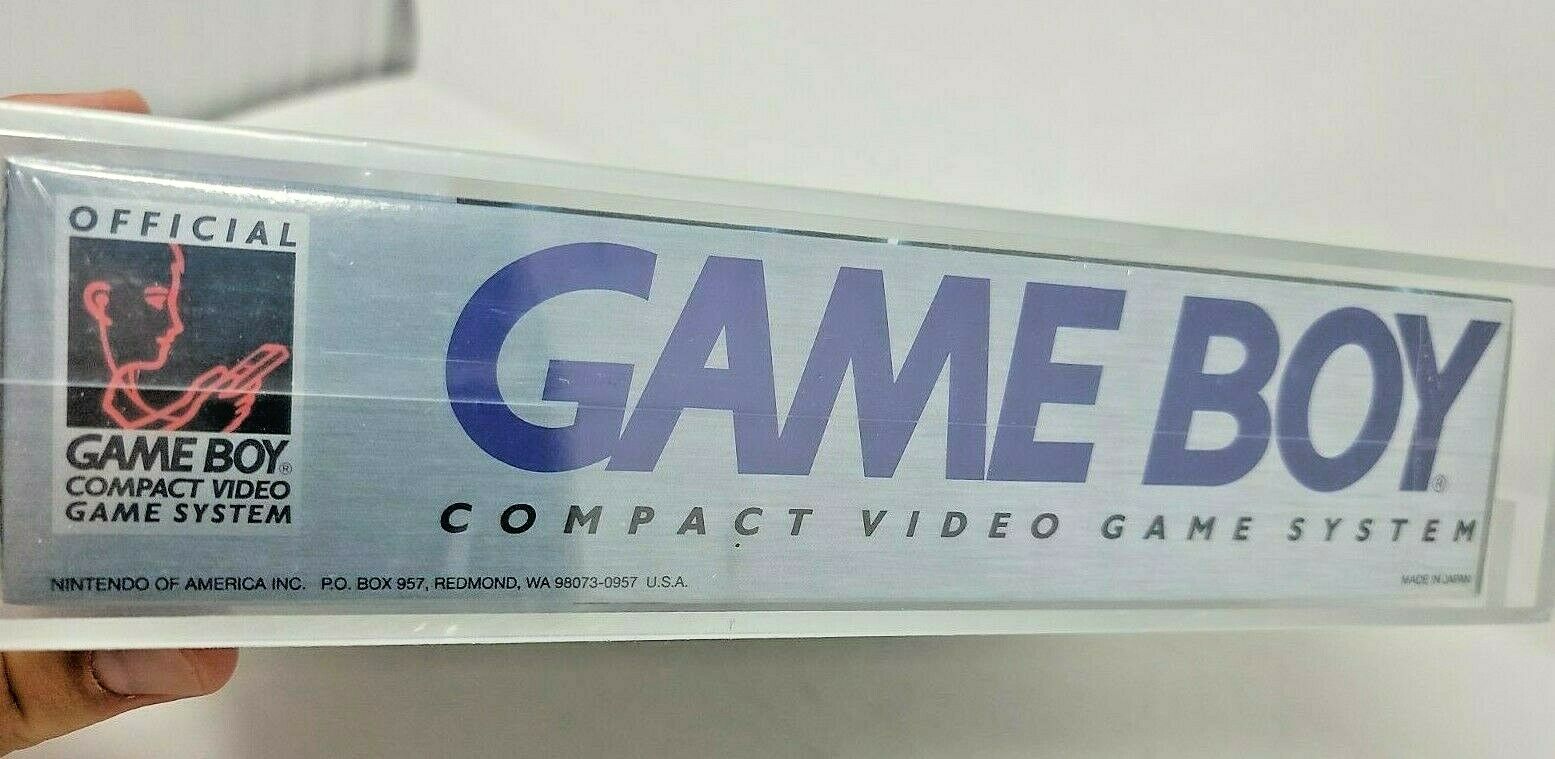 OFFICIAL
GAME BOY®
COMPACT VIDEO
GAME SYSTEM
GAME BOY®
COMPACT VIDEO GAME SYSTEM
NINTENDO OF AMERICA INC. P.O. BOX 957, REDMOND, WA 98073-0957 U.S.A.
MADE IN JAPAN